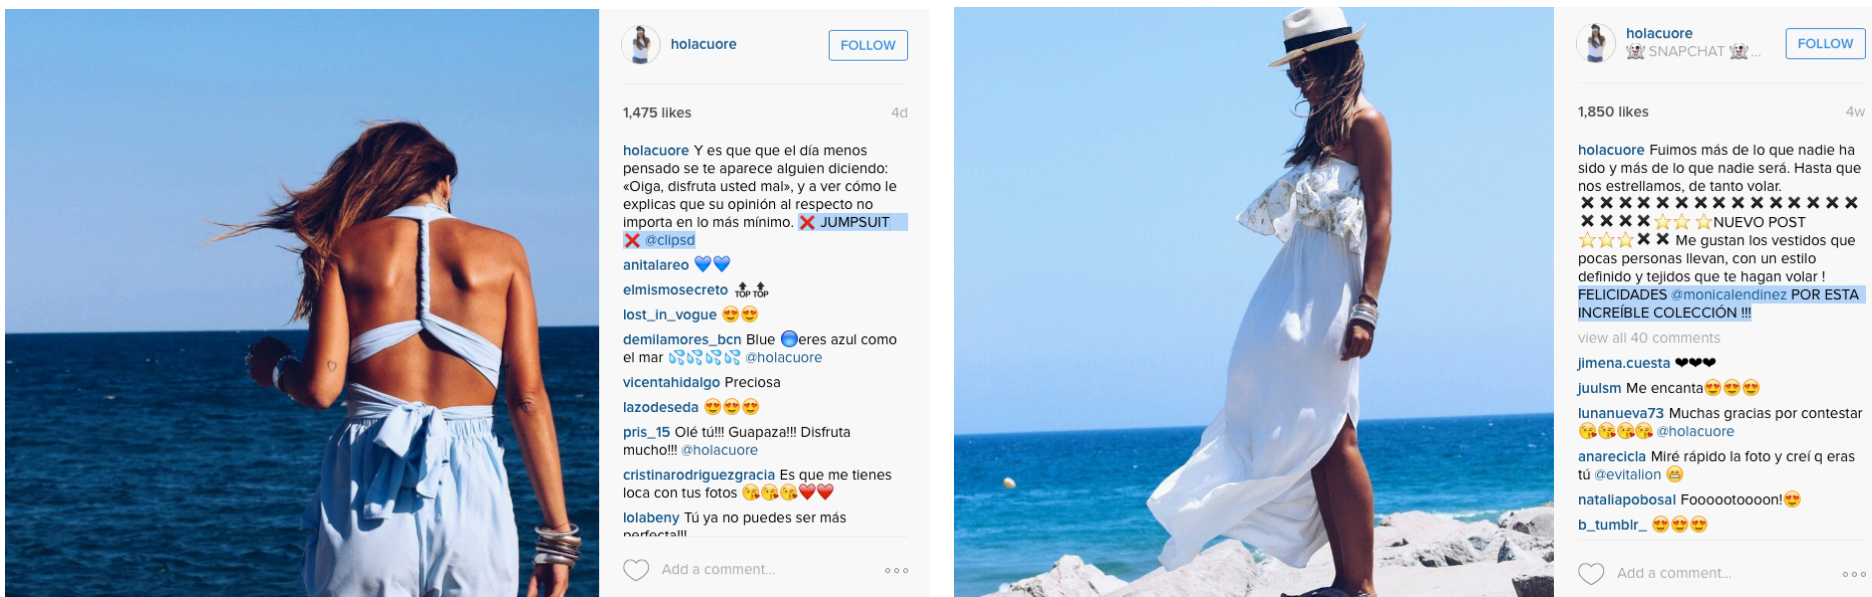 holacuore
FOLLOW
1,475 likes
4d
holacuore Y es que que el día menos
pensado se te aparece alguien diciendo:
«Oiga, disfruta usted mal», y a ver cómo le
explicas que su opinión al respecto no
importa en lo más mínimo. ❌ JUMPSUIT
❌ @clipsd
anitalareo 💙💙
elmismosecreto 🔝🔝
lost_in_vogue 😍😍
demilamores_bcn Blue 🔵eres azul como
el mar 💦💦💦💦 @holacuore
vicentahidalgo Preciosa
lazodeseda 😍😍😍
pris_15 Olé tú!!! Guapaza!!! Disfruta
mucho!!! @holacuore
cristinarodriguezgracia Es que me tienes
loca con tus fotos 😘😘😘❤️❤️
lolabeny Tú ya no puedes ser más
perfecta!!!
Add a comment...
holacuore
👻 SNAPCHAT 👻...
FOLLOW
1,850 likes
4w
holacuore Fuimos más de lo que nadie ha
sido y más de lo que nadie será. Hasta que
nos estrellamos, de tanto volar.
✖✖✖✖✖✖✖✖✖✖✖✖✖✖✖
✖✖✖✖⭐⭐⭐NUEVO POST
⭐⭐⭐✖✖ Me gustan los vestidos que
pocas personas llevan, con un estilo
definido y tejidos que te hagan volar !
FELICIDADES @monicalendinez POR ESTA
INCREÍBLE COLECCIÓN !!!
view all 40 comments
jimena.cuesta ❤❤❤
juulsm Me encanta😍😍😍
lunanueva73 Muchas gracias por contestar
😘😘😘😘 @holacuore
anarecicla Miré rápido la foto y creí q eras
tú @evitalion 😁
nataliapobosal Foooootoooon!😍
b_tumblr_ 😍😍😍
Add a comment...